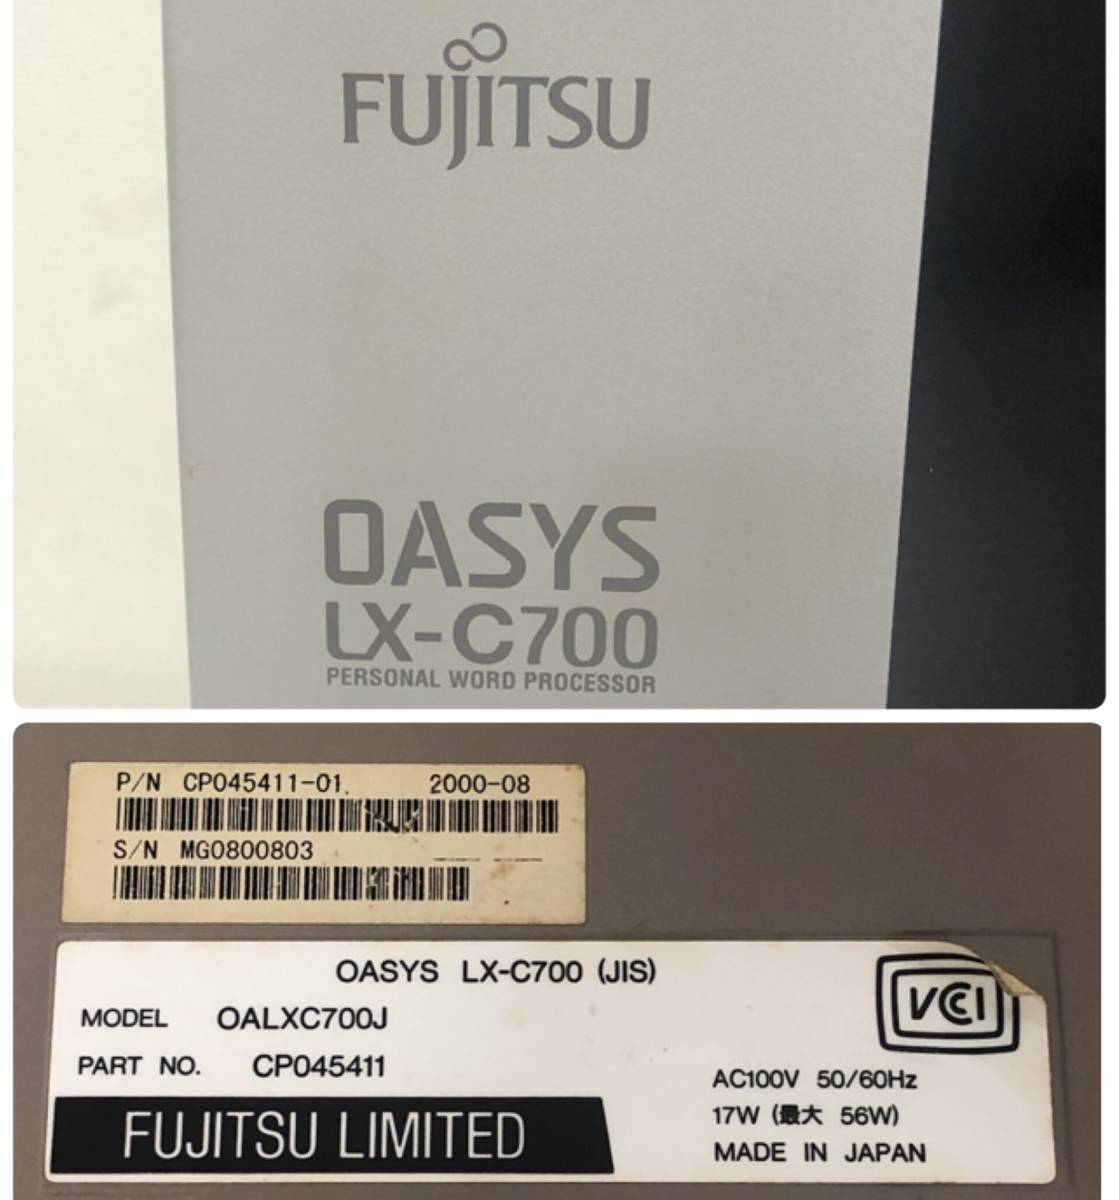 FUJITSU
OASYS
LX-C700
PERSONAL WORD PROCESSOR
P/N CP045411-01. 2000-08
S/N MG0800803
OASYS LX-C700 (JIS)
MODEL OALXC700J
PART NO. CP045411
VCCI
AC100V 50/60Hz
17W (最大 56W)
FUJITSU LIMITED
MADE IN JAPAN